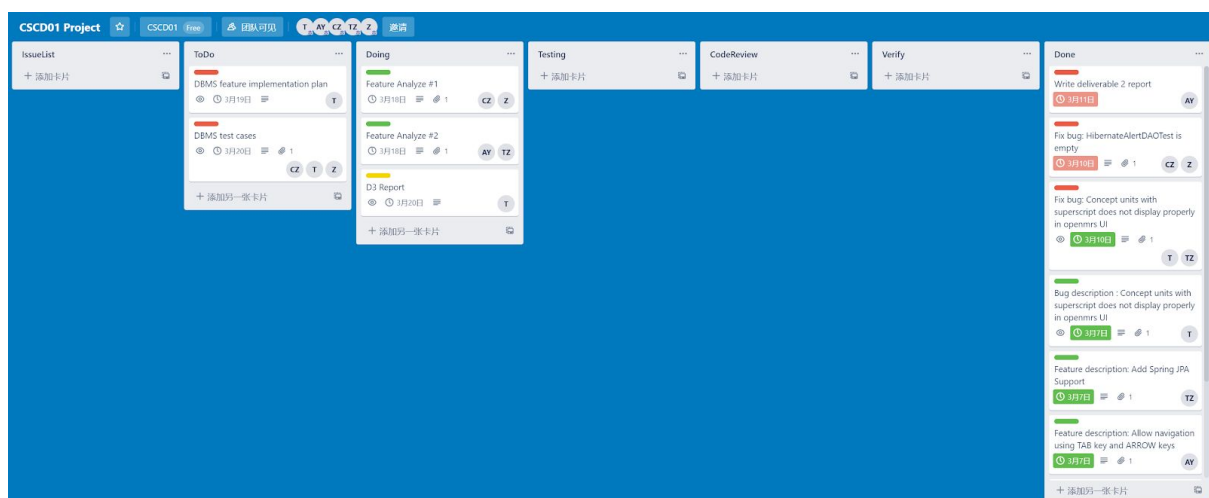 CSCD01 Project CSCD01 Free 团队可见 T AY CZ TZ Z 邀请
IssueList
+ 添加卡片
ToDo
DBMS feature implementation plan
3月19日
T
DBMS test cases
3月20日 1
CZ T Z
+ 添加另一张卡片
Doing
Feature Analyze #1
3月18日 1 CZ Z
Feature Analyze #2
3月18日 1 AY TZ
D3 Report
3月20日 T
+ 添加另一张卡片
Testing
+ 添加卡片
CodeReview
+ 添加卡片
Verify
+ 添加卡片
Done
Write deliverable 2 report
3月11日 AY
Fix bug: HibernateAlertDAOTest is
empty
3月10日 1 CZ Z
Fix bug: Concept units with
superscript does not display properly
in openmrs UI
3月10日 1
T TZ
Bug description : Concept units with
superscript does not display properly
in openmrs UI
3月7日 1 T
Feature description: Add Spring JPA
Support
3月7日 1 TZ
Feature description: Allow navigation
using TAB key and ARROW keys
3月7日 1 AY
+ 添加另一张卡片